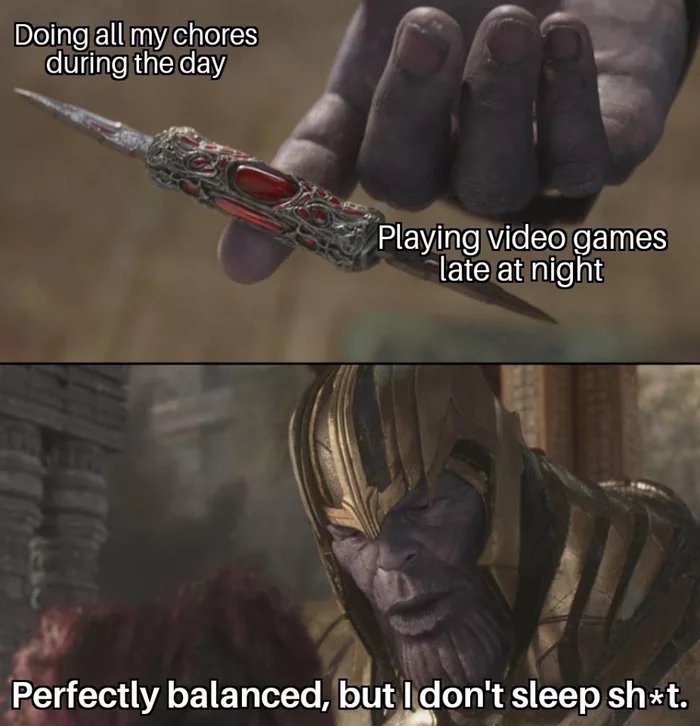 Doing all my chores
during the day
Playing video games
late at night
Perfectly balanced, but I don't sleep sh*t.